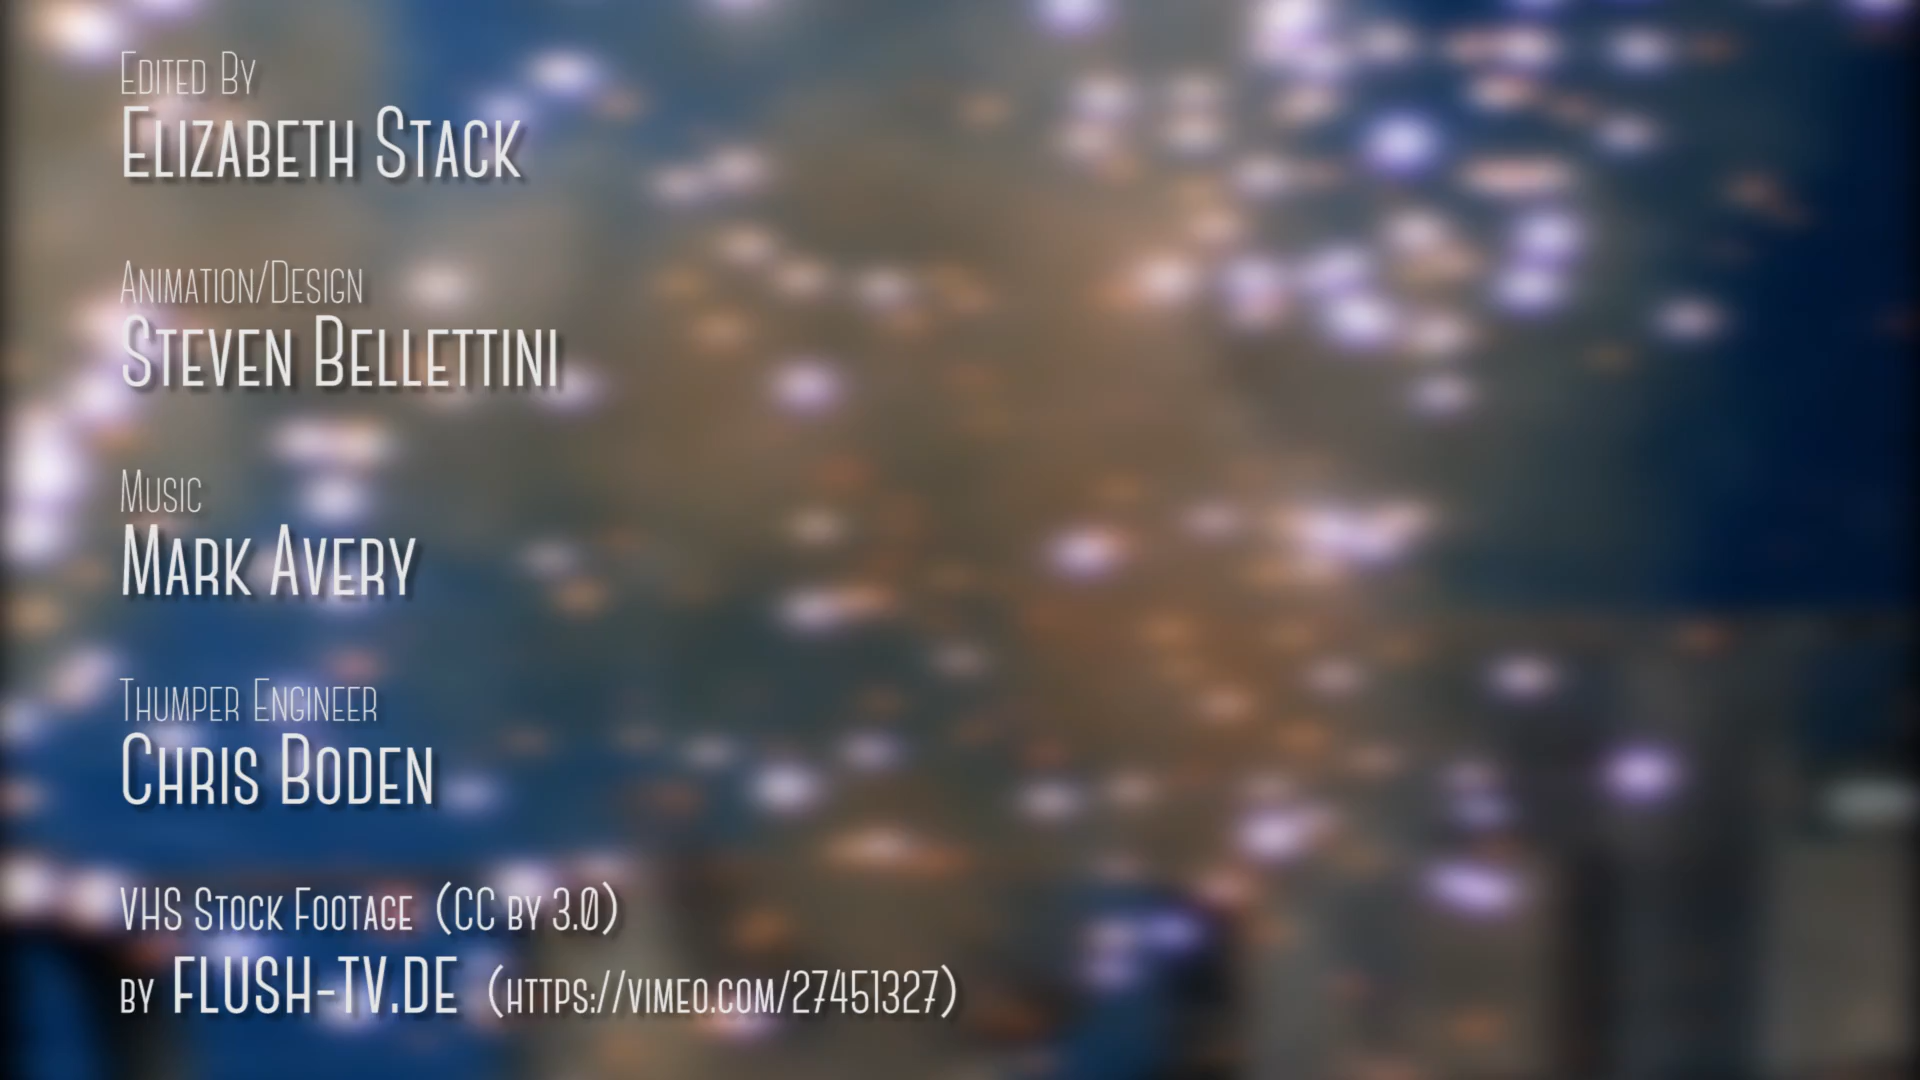 Edited By
Elizabeth Stack
Animation/Design
Steven Bellettini
Music
Mark Avery
Thumper Engineer
Chris Boden
VHS Stock Footage (CC by 3.0)
by FLUSH-TV.DE (https://vimeo.com/27451327)